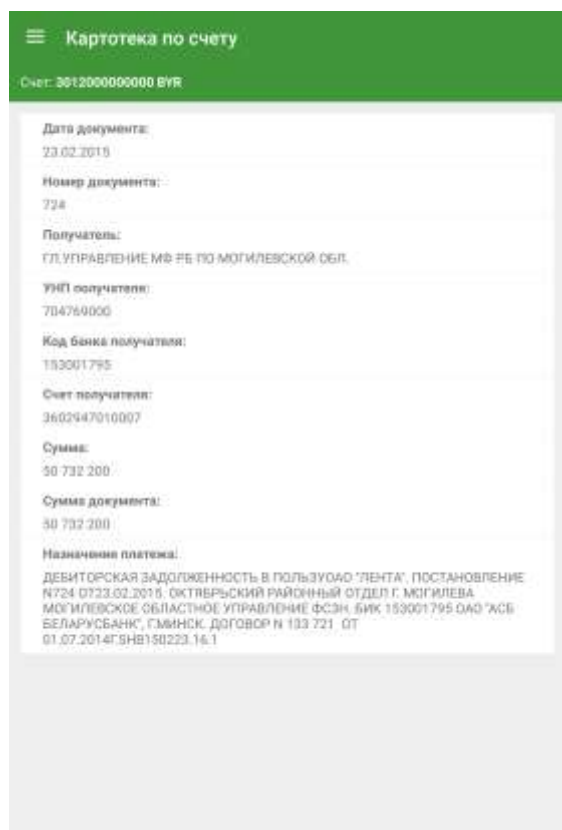 Картотека по счету
Счет: 3012000000000 BYR
Дата документа:
23.02.2015
Номер документа:
724
Получатель:
ГЛ.УПРАВЛЕНИЕ МФ РБ ПО МОГИЛЕВСКОЙ ОБЛ.
УНП получателя:
704769000
Код банка получателя:
153001795
Счет получателя:
3602947010007
Сумма:
50 732 200
Сумма документа:
50 732 200
Назначение платежа:
ДЕБИТОРСКАЯ ЗАДОЛЖЕННОСТЬ В ПОЛЬЗУОАО "ЛЕНТА", ПОСТАНОВЛЕНИЕ
N724 ОТ23.02.2015. ОКТЯБРЬСКИЙ РАЙОННЫЙ ОТДЕЛ Г. МОГИЛЕВА
МОГИЛЕВСКОЕ ОБЛАСТНОЕ УПРАВЛЕНИЕ ФСЗН. БИК 153001795 ОАО "АСБ
БЕЛАРУСБАНК", Г.МИНСК. ДОГОВОР N 133 721 ОТ
01.07.2014Г.SHB150223.16.1